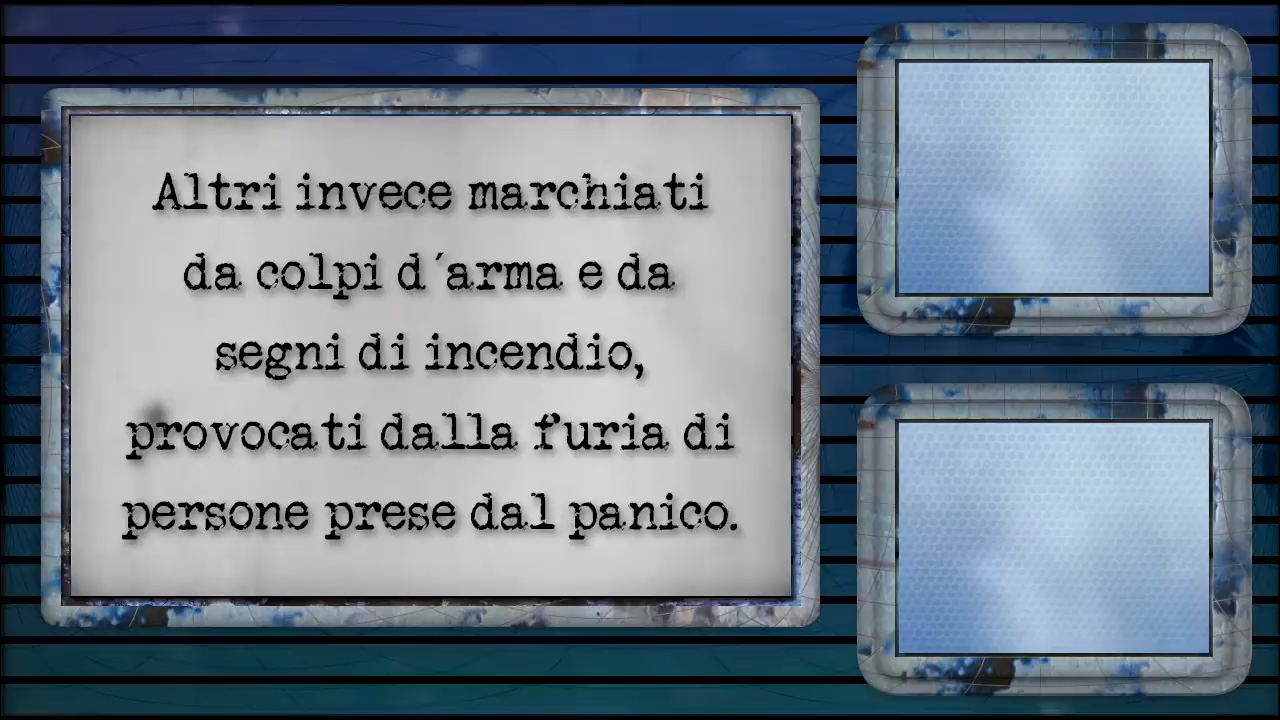 Altri invece marchiati
da colpi d´arma e da
segni di incendio,
provocati dalla furia di
persone prese dal panico.